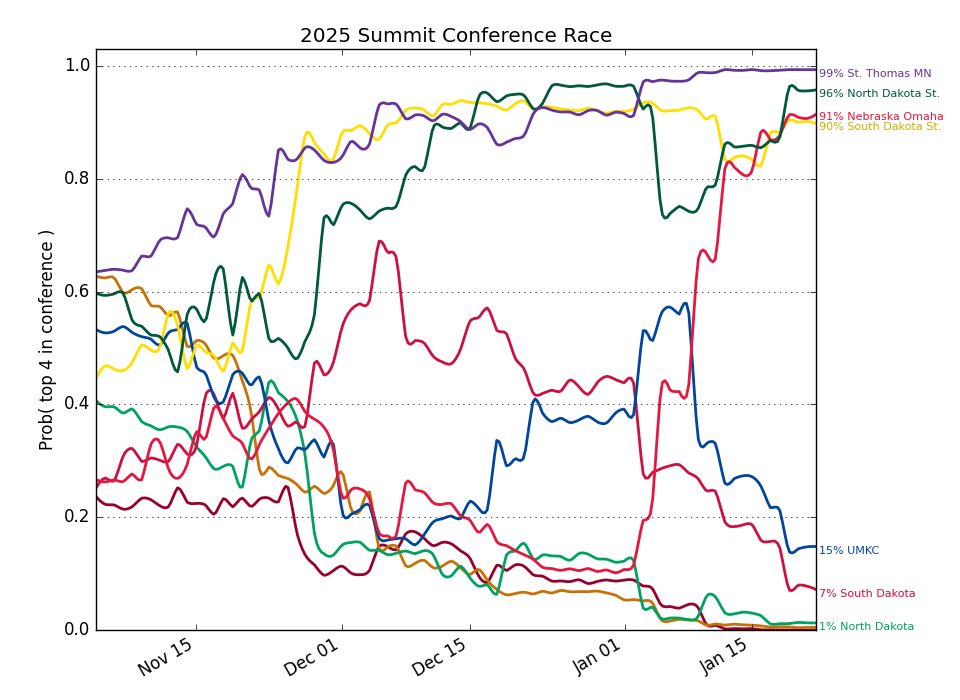 2025 Summit Conference Race
Prob( top 4 in conference )
1.0
0.8
0.6
0.4
0.2
0.0
Nov 15
Dec 01
Dec 15
Jan 01
Jan 15
99% St. Thomas MN
96% North Dakota St.
91% Nebraska Omaha
90% South Dakota St.
15% UMKC
7% South Dakota
1% North Dakota